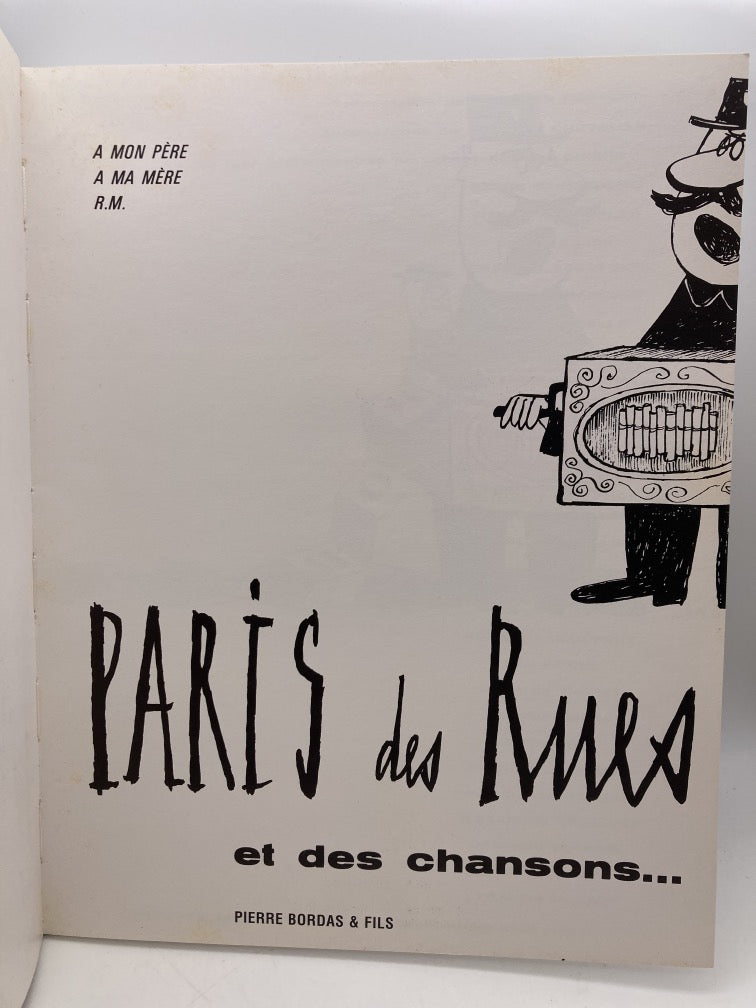 A MON PÈRE
A MA MÈRE
R.M.
PARIS des Rues
et des chansons...
PIERRE BORDAS & FILS